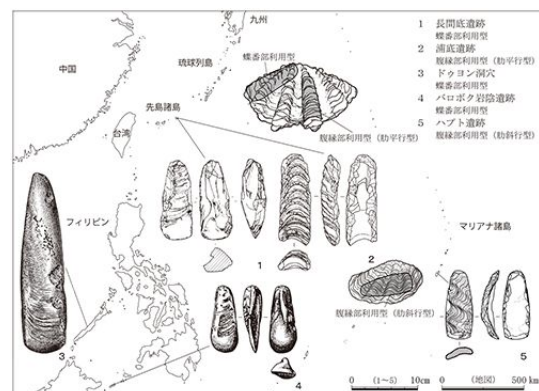 九州
中国
琉球列島
蝶番部利用型
先島諸島
腹縁部利用型(肋平行型)
台湾
1 長間底遺跡
蝶番部利用型
2 浦底遺跡
腹縁部利用型(肋平行型)
3 ドゥヨン洞穴
蝶番部利用型
4 バロボク岩陰遺跡
蝶番部利用型
5 ハプト遺跡
腹縁部利用型(肋斜行型)
フィリピン
マリアナ諸島
1
2
腹縁部利用型(肋斜行型)
3
4
5
0 (1~5) 10cm
0 (地図) 500 km